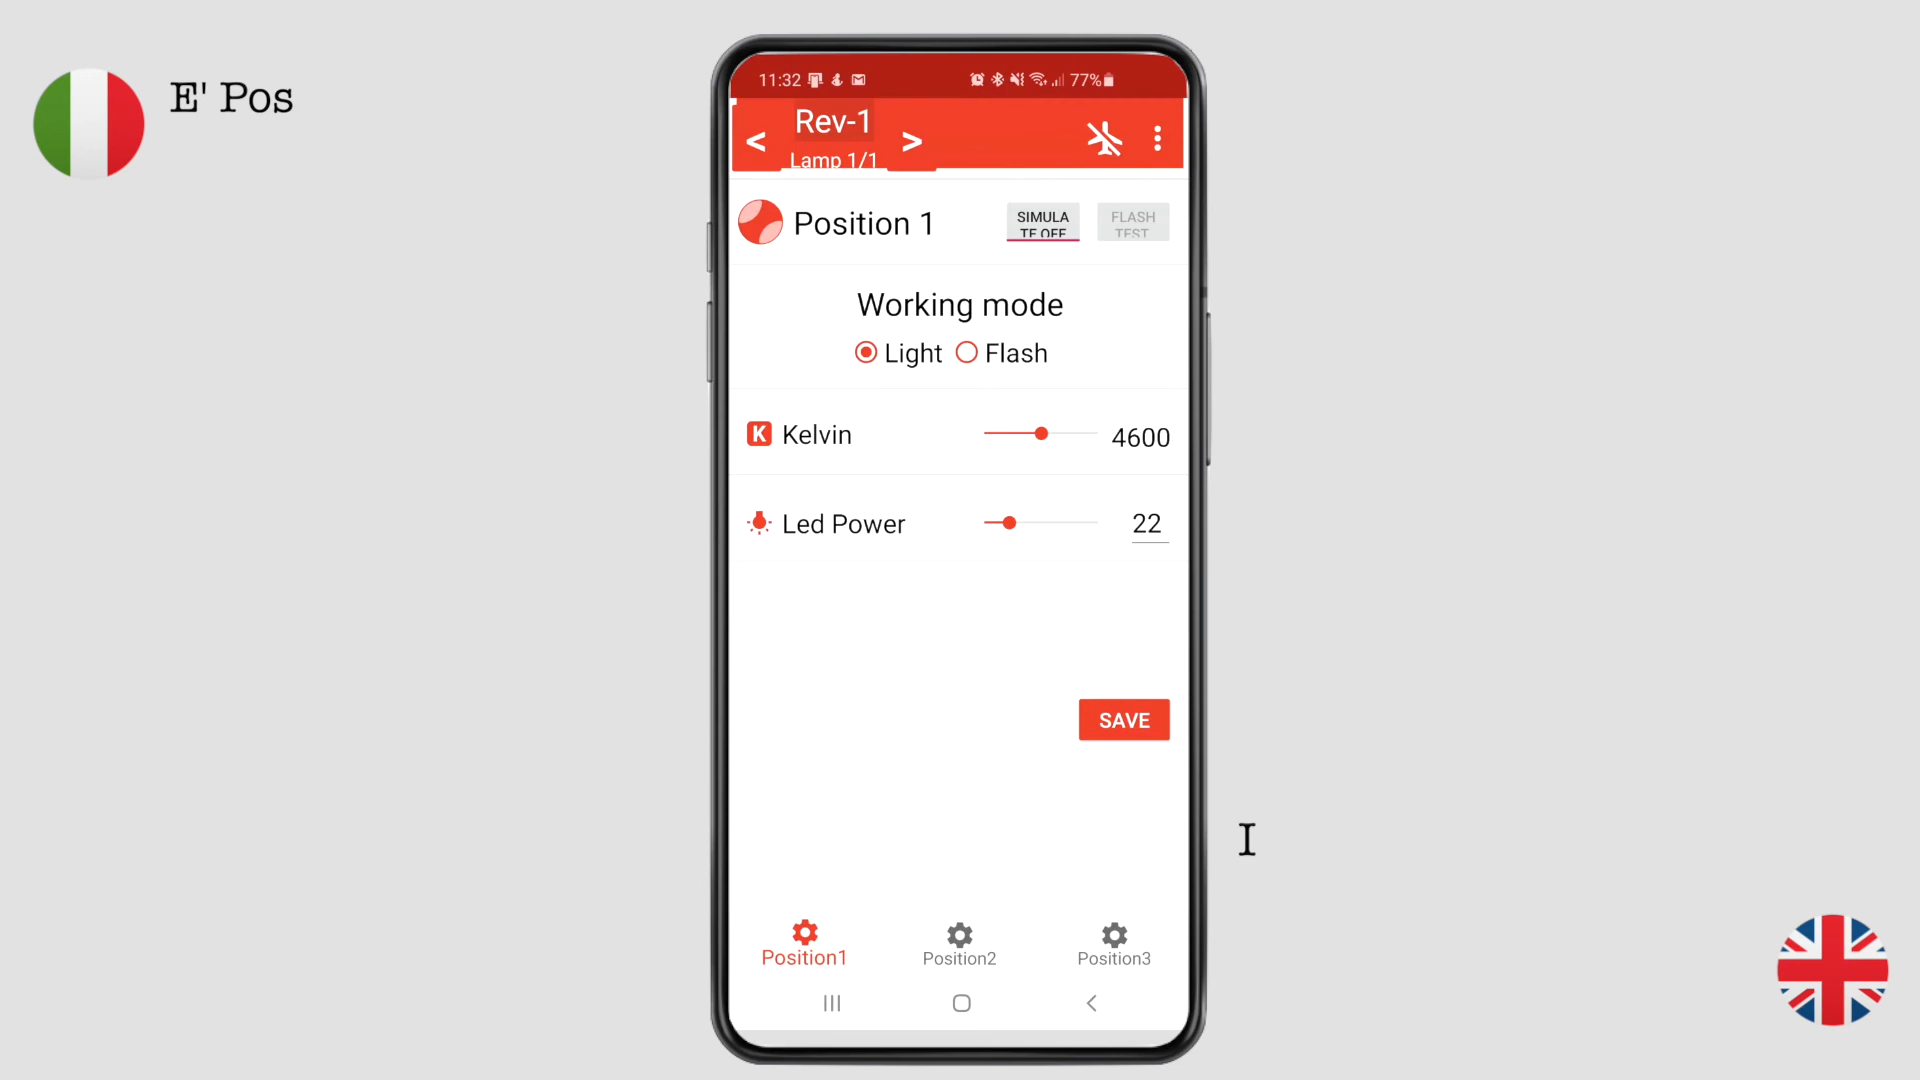 E' Pos
11:32
77%
<
Rev-1
Lamp 1/1
>
Position 1
SIMULA
TE OFF
FLASH
TEST
Working mode
Light
Flash
K
Kelvin
4600
Led Power
22
SAVE
I
Position1
Position2
Position3